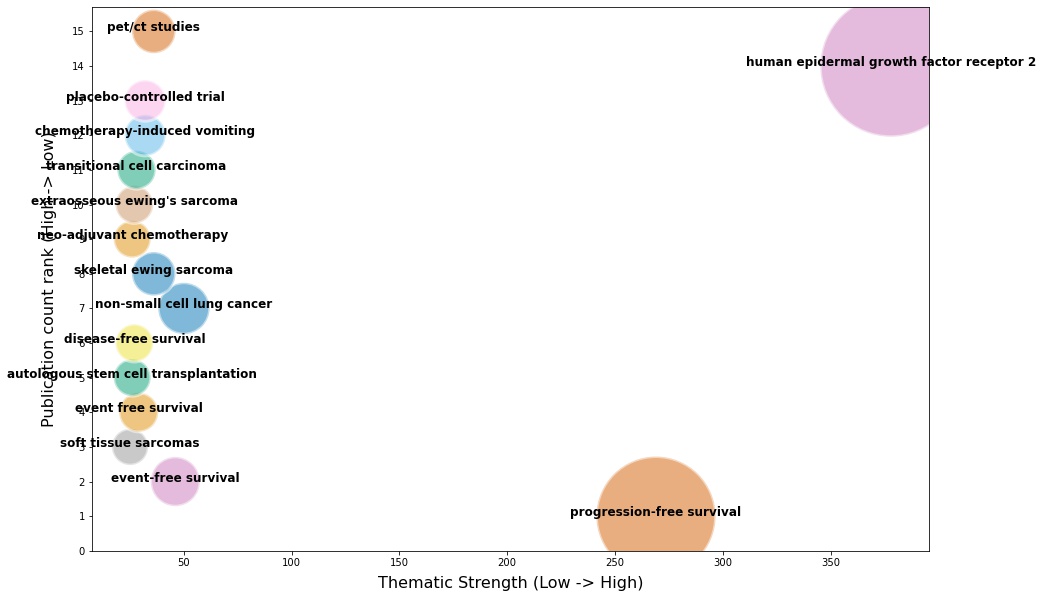 15
pet/ct studies
14
human epidermal growth factor receptor 2
13
placebo-controlled trial
12
chemotherapy-induced vomiting
11
transitional cell carcinoma
10
extraosseous ewing's sarcoma
9
neo-adjuvant chemotherapy
8
skeletal ewing sarcoma
7
non-small cell lung cancer
6
disease-free survival
5
autologous stem cell transplantation
4
event free survival
3
soft tissue sarcomas
2
event-free survival
1
progression-free survival
0
Publication count rank (High -> Low)
50 100 150 200 250 300 350
Thematic Strength (Low -> High)